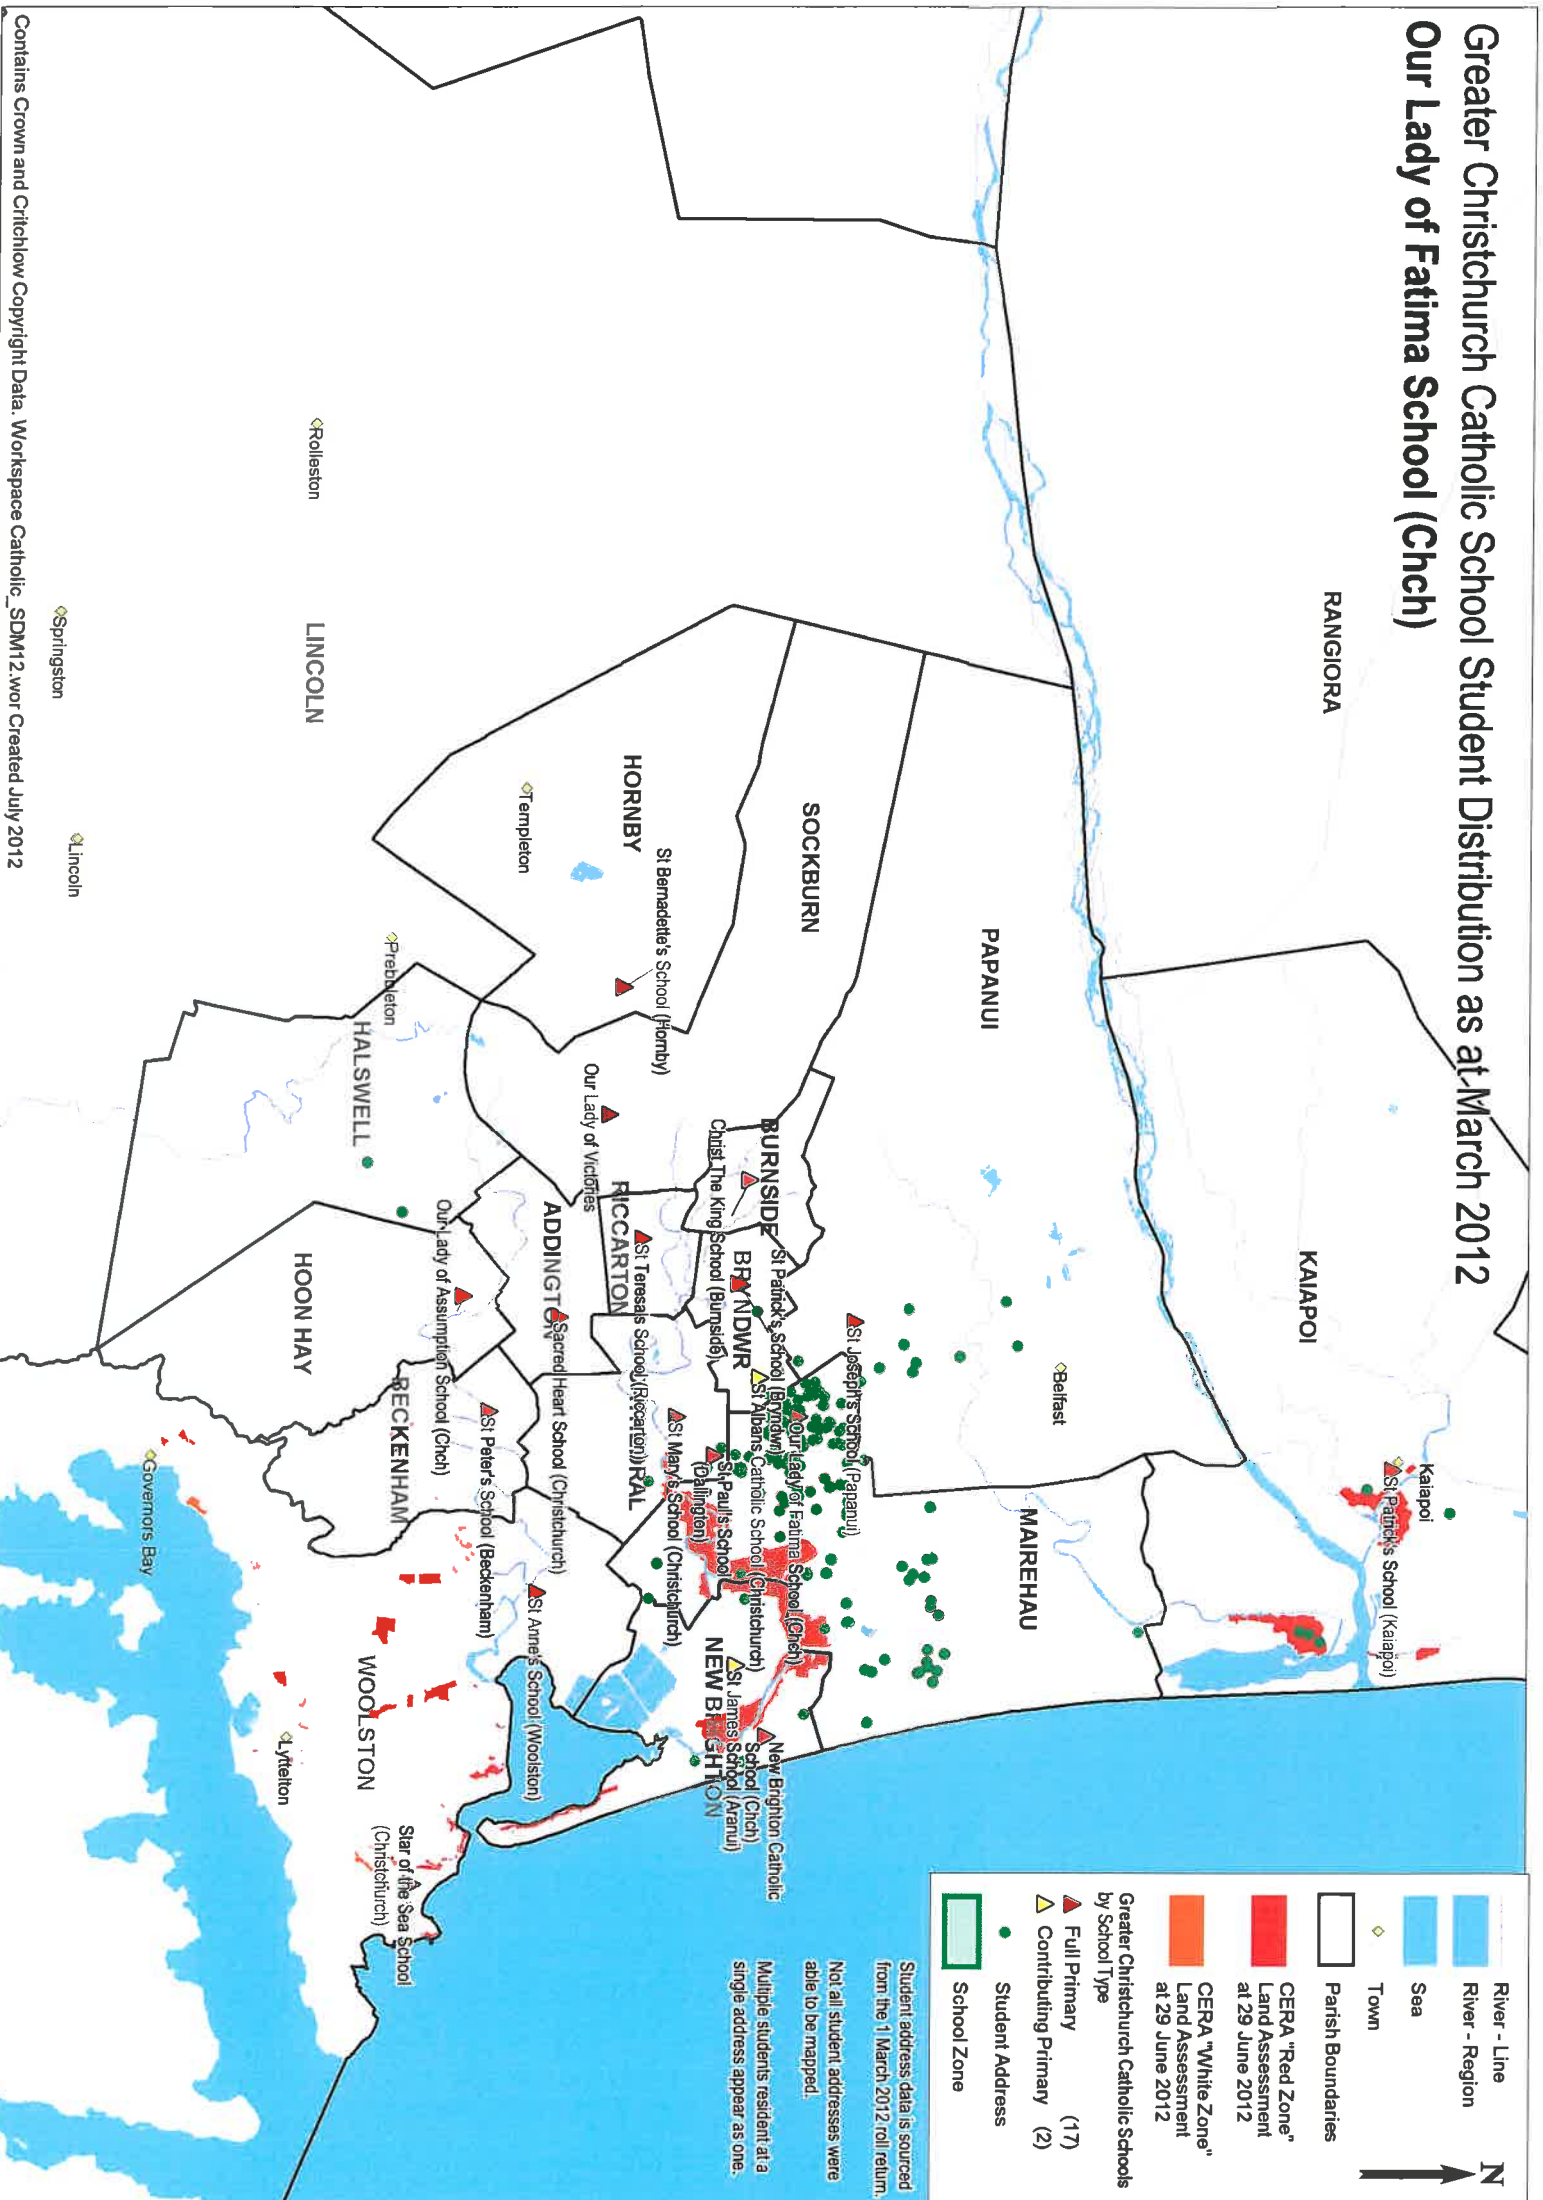 Greater Christchurch Catholic School Student Distribution as at March 2012
Our Lady of Fatima School (Chch)
N
River - Line
River - Region
Sea
Town
Parish Boundaries
CERA "Red Zone"
Land Assessment
at 29 June 2012
CERA "White Zone"
Land Assessment
at 29 June 2012
Greater Christchurch Catholic Schools
by School Type
Full Primary (17)
Contributing Primary (2)
Student Address
School Zone
Student address data is sourced
from the 1 March 2012 roll return.
Not all student addresses were
able to be mapped.
Multiple students resident at a
single address appear as one.
RANGIORA
KAIAPOI
Kaiapoi
St Patrick's School (Kaiapoi)
Belfast
PAPANUI
MAIREHAU
St Joseph's School (Papanui)
SOCKBURN
BURNSIDE
Christ The King School (Burnside)
BRYNDWR
St Patrick's School (Bryndwr)
Our Lady of Fatima School (Chch)
St Albans Catholic School (Christchurch)
New Brighton Catholic
School (Chch)
St James School (Aranui)
NEW BRIGHTON
St Paul's School
(Dallington)
St Mary's School (Christchurch)
HORNBY
St Bernadette's School (Hornby)
Our Lady of Victories
RICCARTON
St Teresa's School (Riccarton)
RAL
ADDINGTON
Sacred Heart School (Christchurch)
St Anne's School (Woolston)
Templeton
Our Lady of Assumption School (Chch)
St Peter's School (Beckenham)
BECKENHAM
Prebbleton
HALSWELL
HOON HAY
WOOLSTON
Star of the Sea School
(Christchurch)
Rolleston
LINCOLN
Lyttelton
Governors Bay
Springston
Lincoln
Contains Crown and Critchlow Copyright Data. Workspace Catholic_SDM12.wor Created July 2012